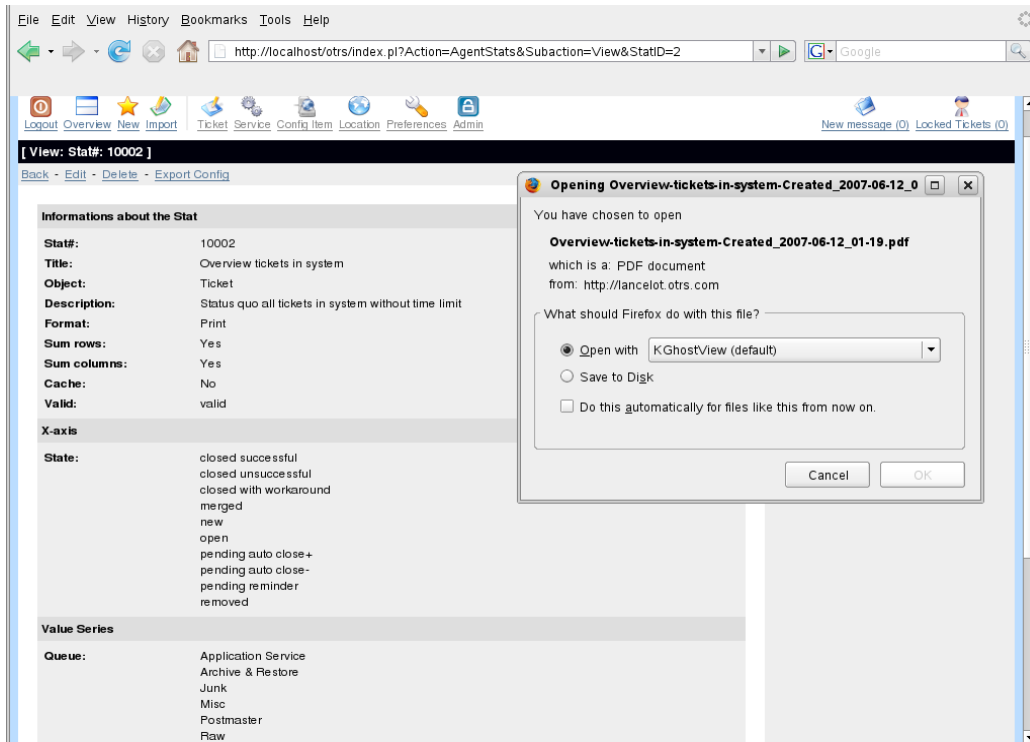 File Edit View History Bookmarks Tools Help
http://localhost/otrs/index.pl?Action=AgentStats&Subaction=View&StatID=2
G Google
Logout Overview New Import Ticket Service Config Item Location Preferences Admin New message (0) Locked Tickets (0)
[ View: Stat#: 10002 ]
Back - Edit - Delete - Export Config
Informations about the Stat
Stat#: 10002
Title: Overview tickets in system
Object: Ticket
Description: Status quo all tickets in system without time limit
Format: Print
Sum rows: Yes
Sum columns: Yes
Cache: No
Valid: valid
X-axis
State: closed successful
closed unsuccessful
closed with workaround
merged
new
open
pending auto close+
pending auto close-
pending reminder
removed
Value Series
Queue: Application Service
Archive & Restore
Junk
Misc
Postmaster
Raw
Opening Overview-tickets-in-system-Created_2007-06-12_0
You have chosen to open
Overview-tickets-in-system-Created_2007-06-12_01-19.pdf
which is a: PDF document
from: http://lancelot.otrs.com
What should Firefox do with this file?
Open with KGhostView (default)
Save to Disk
Do this automatically for files like this from now on.
Cancel OK